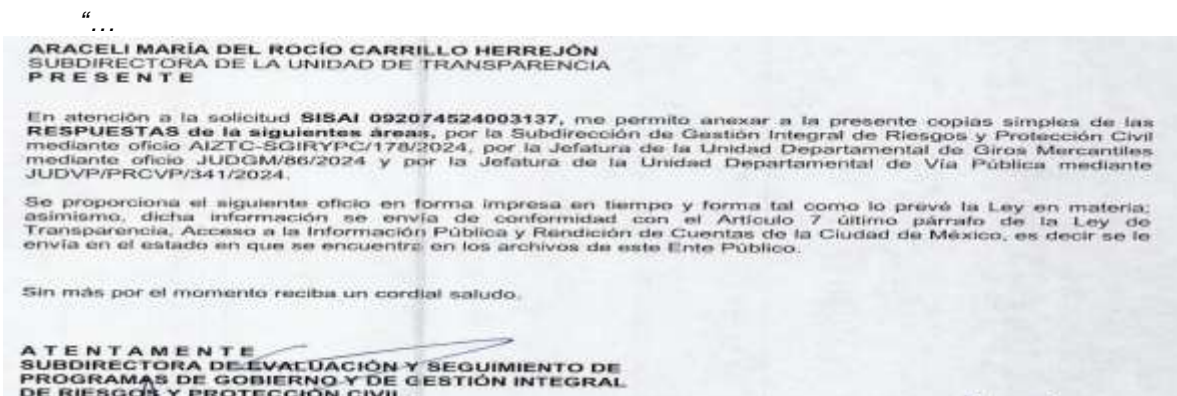 “…
ARACELI MARÍA DEL ROCÍO CARRILLO HERREJÓN
SUBDIRECTORA DE LA UNIDAD DE TRANSPARENCIA
P R E S E N T E
En atención a la solicitud SISAI 092074524003137, me permito anexar a la presente copias simples de las
RESPUESTAS de la siguientes áreas, por la Subdirección de Gestión Integral de Riesgos y Protección Civil
mediante oficio AIZTC-SGIRYPC/178/2024, por la Jefatura de la Unidad Departamental de Giros Mercantiles
mediante oficio JUDGM/86/2024 y por la Jefatura de la Unidad Departamental de Vía Pública mediante
JUDVP/PRCVP/341/2024.
Se proporciona el siguiente oficio en forma impresa en tiempo y forma tal como lo prevé la Ley en materia;
asimismo, dicha información se envía de conformidad con el Artículo 7 último párrafo de la Ley de
Transparencia, Acceso a la Información Pública y Rendición de Cuentas de la Ciudad de México, es decir se le
envía en el estado en que se encuentra en los archivos de este Ente Público.
Sin más por el momento reciba un cordial saludo.
A T E N T A M E N T E
SUBDIRECTORA DE EVALUACIÓN Y SEGUIMIENTO DE
PROGRAMAS DE GOBIERNO Y DE GESTIÓN INTEGRAL
DE RIESGOS Y PROTECCIÓN CIVIL